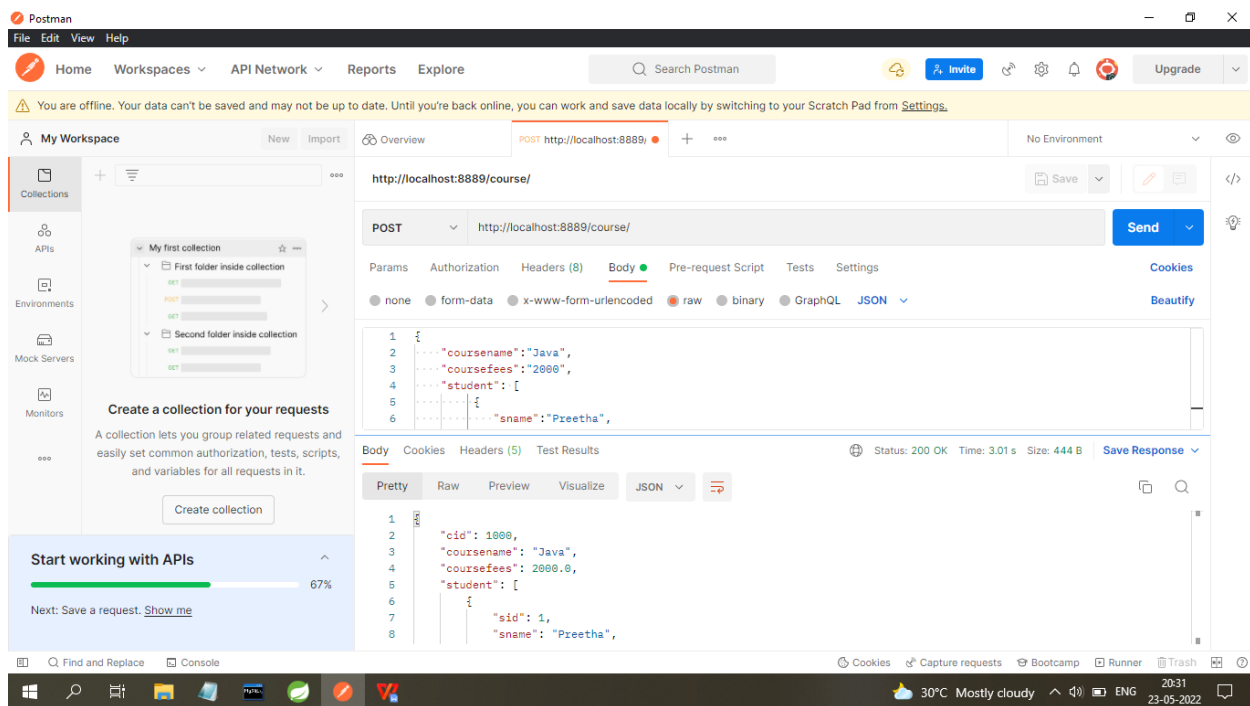 Postman
File Edit View Help
Home Workspaces API Network Reports Explore Search Postman Invite Upgrade
You are offline. Your data can't be saved and may not be up to date. Until you're back online, you can work and save data locally by switching to your Scratch Pad from Settings.
My Workspace New Import Overview POST http://localhost:8889/ No Environment
Collections
APIs
Environments
Mock Servers
Monitors
My first collection
First folder inside collection
GET
POST
GET
Second folder inside collection
GET
GET
Create a collection for your requests
A collection lets you group related requests and
easily set common authorization, tests, scripts,
and variables for all requests in it.
Create collection
Start working with APIs
67%
Next: Save a request. Show me
http://localhost:8889/course/ Save
POST http://localhost:8889/course/ Send
Params Authorization Headers (8) Body Pre-request Script Tests Settings Cookies
none form-data x-www-form-urlencoded raw binary GraphQL JSON Beautify
1 {
2 "coursename":"Java",
3 "coursefees":"2000",
4 "student": [
5 {
6 "sname":"Preetha",
Body Cookies Headers (5) Test Results Status: 200 OK Time: 3.01 s Size: 444 B Save Response
Pretty Raw Preview Visualize JSON
1 {
2 "cid": 1000,
3 "coursename": "Java",
4 "coursefees": 2000.0,
5 "student": [
6 {
7 "sid": 1,
8 "sname": "Preetha",
Find and Replace Console Cookies Capture requests Bootcamp Runner Trash
30°C Mostly cloudy ENG 20:31
23-05-2022